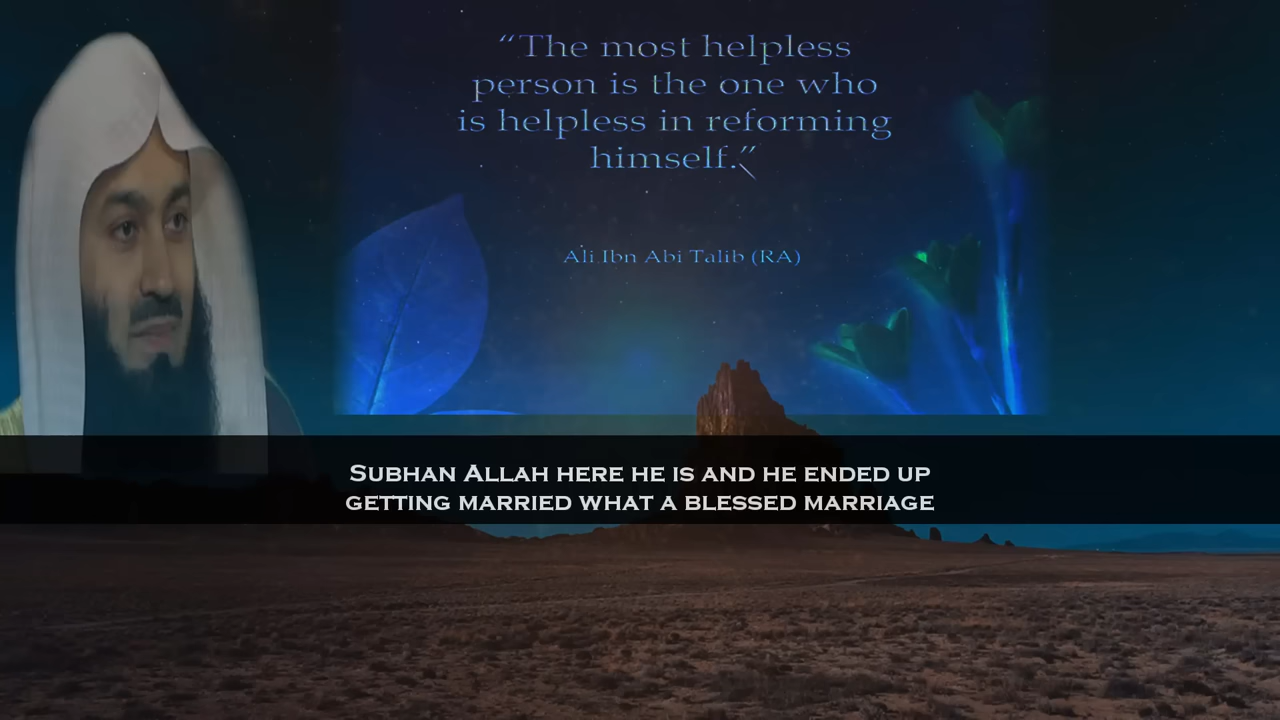 “The most helpless
person is the one who
is helpless in reforming
himself.”
Ali Ibn Abi Talib (RA)
Subhan Allah here he is and he ended up
getting married what a blessed marriage